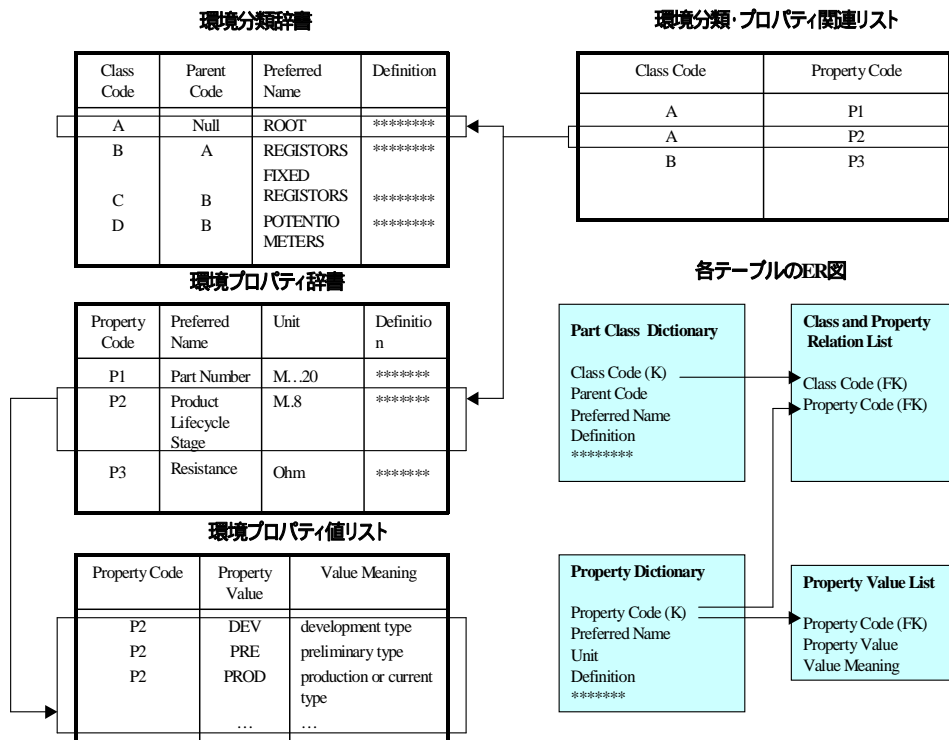 環境分類辞書
Class Code Parent Code Preferred Name Definition
A Null ROOT ********
B A REGISTORS ********
C B FIXED REGISTORS ********
D B POTENTIO METERS ********
環境分類・プロパティ関連リスト
Class Code Property Code
A P1
A P2
B P3
環境プロパティ辞書
Property Code Preferred Name Unit Definitio n
P1 Part Number M…20 *******
P2 Product Lifecycle Stage M..8 *******
P3 Resistance Ohm *******
環境プロパティ値リスト
Property Code Property Value Value Meaning
P2 DEV development type
P2 PRE preliminary type
P2 PROD production or current type
… …
各テーブルのER図
Part Class Dictionary
Class Code (K)
Parent Code
Preferred Name
Definition
********
Class and Property
Relation List
Class Code (FK)
Property Code (FK)
Property Dictionary
Property Code (K)
Preferred Name
Unit
Definition
*******
Property Value List
Property Code (FK)
Property Value
Value Meaning